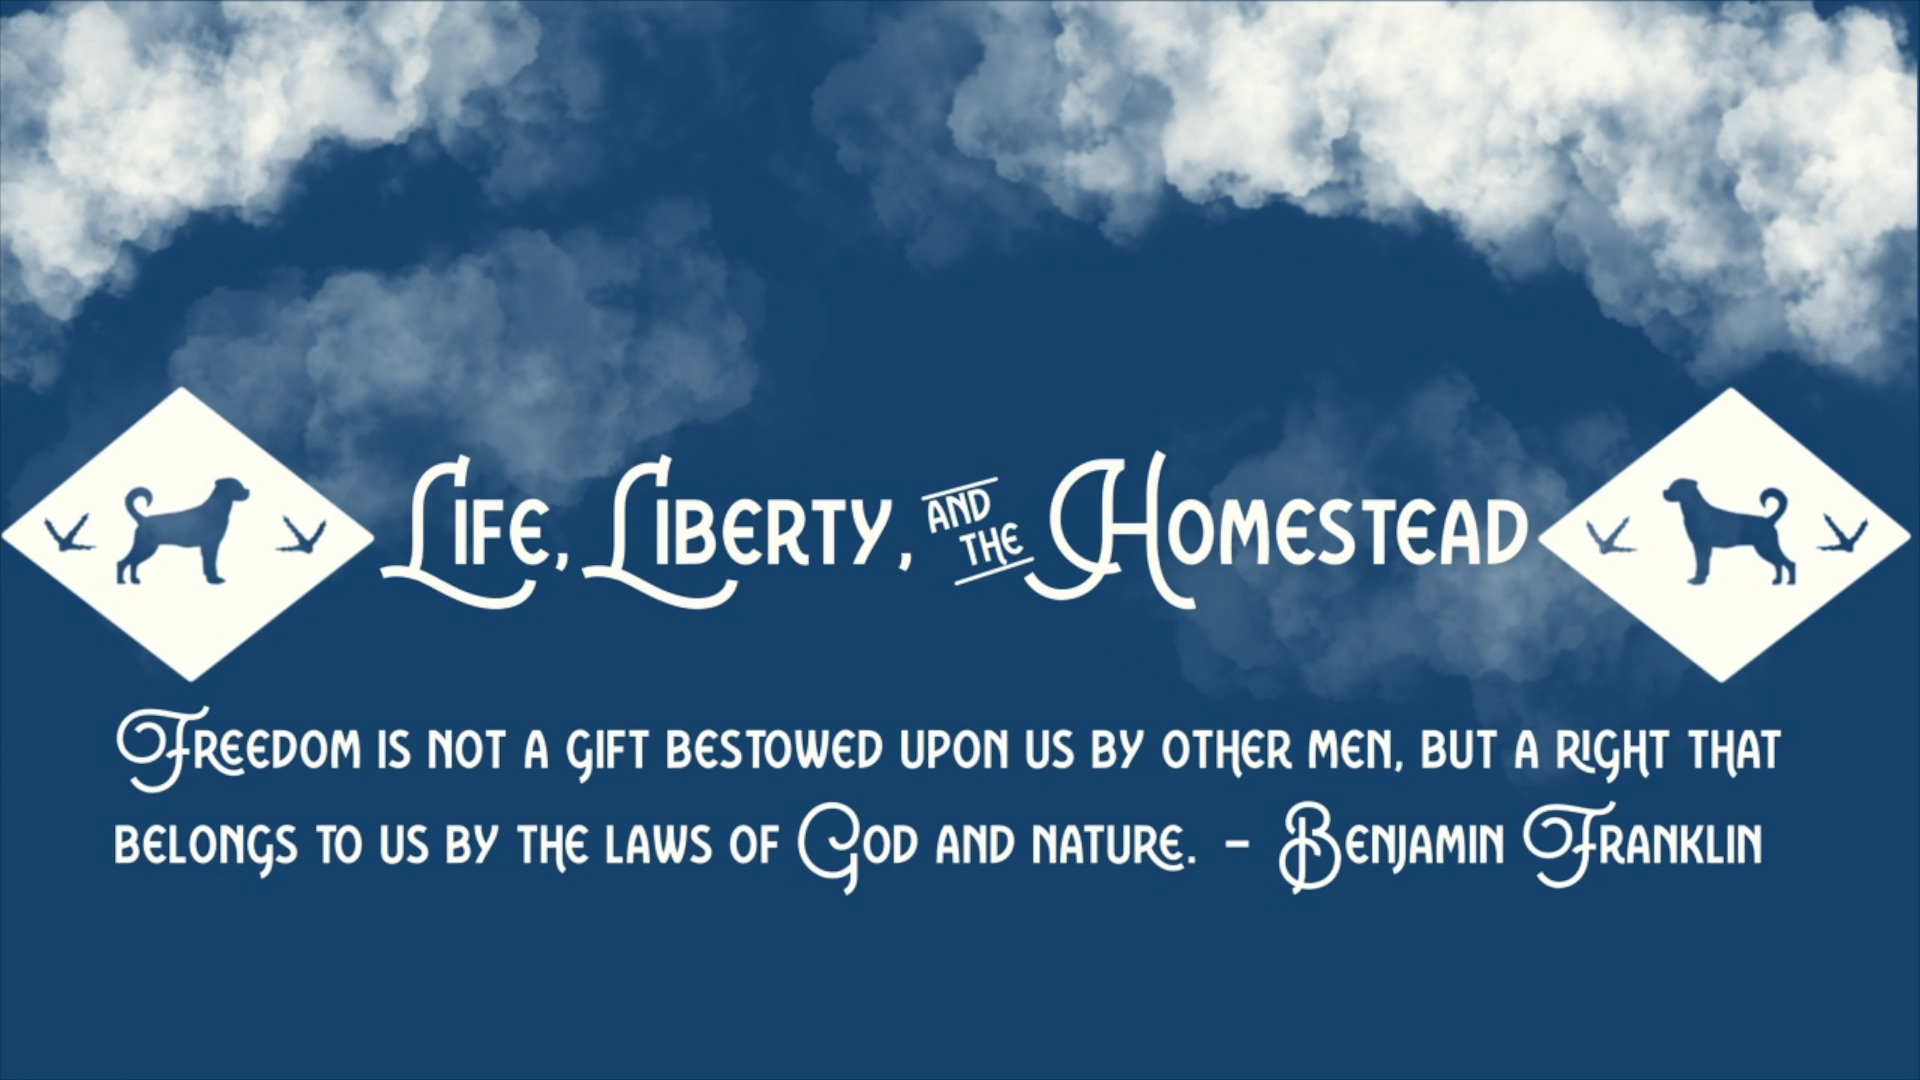 Life, Liberty, and the Homestead
Freedom is not a gift bestowed upon us by other men, but a right that
belongs to us by the laws of God and nature. - Benjamin Franklin